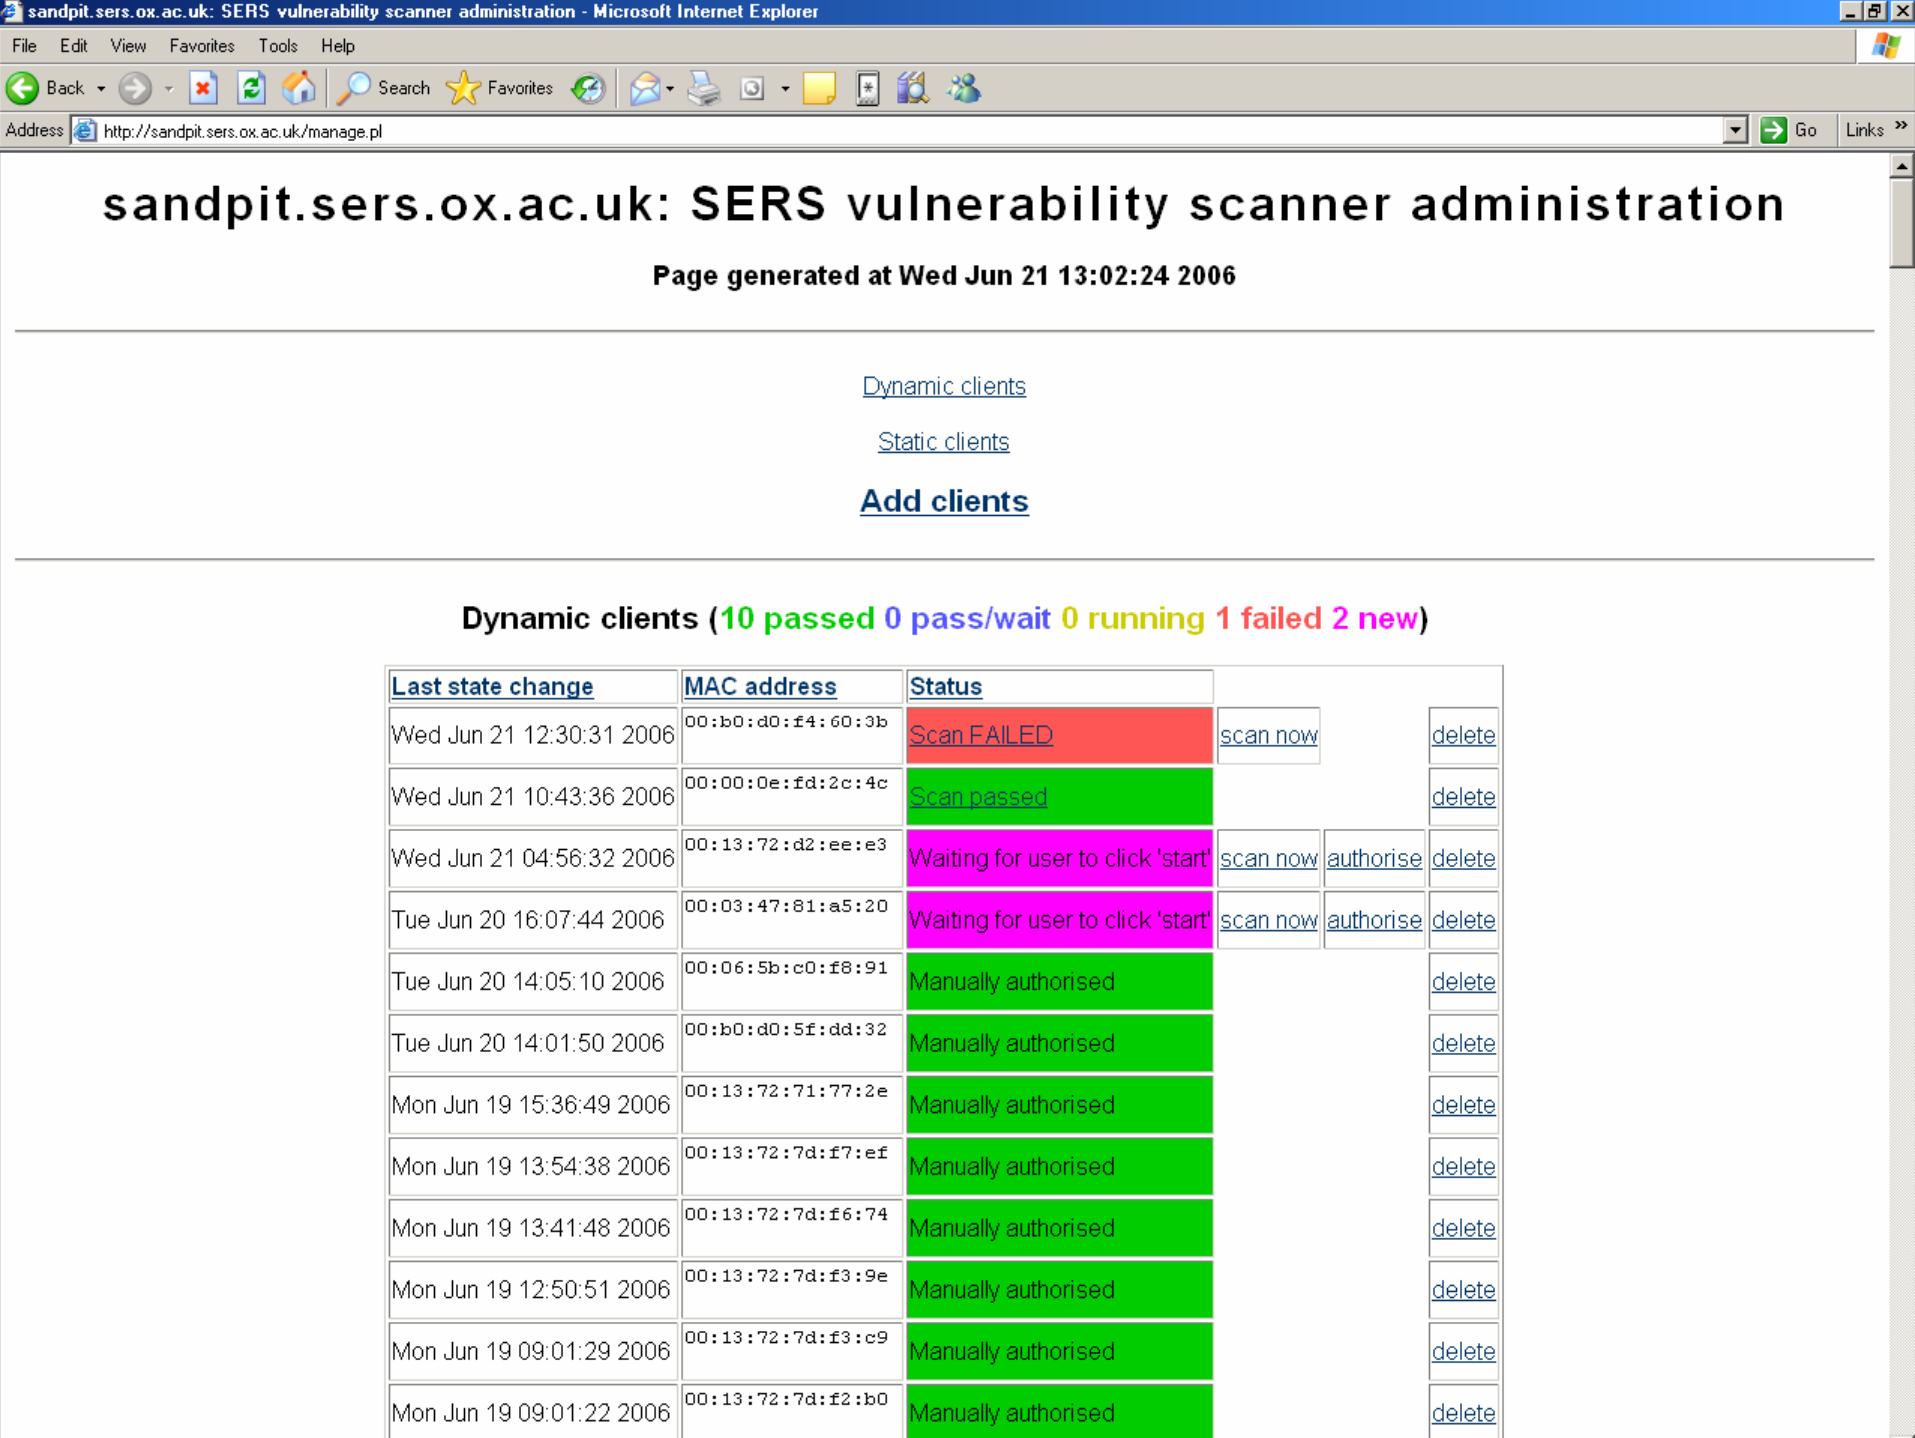 sandpit.sers.ox.ac.uk: SERS vulnerability scanner administration - Microsoft Internet Explorer
File Edit View Favorites Tools Help
Back Search Favorites
Address http://sandpit.sers.ox.ac.uk/manage.pl Go Links »
sandpit.sers.ox.ac.uk: SERS vulnerability scanner administration
Page generated at Wed Jun 21 13:02:24 2006
Dynamic clients
Static clients
Add clients
Dynamic clients (10 passed 0 pass/wait 0 running 1 failed 2 new)
Last state change MAC address Status
Wed Jun 21 12:30:31 2006 00:b0:d0:f4:60:3b Scan FAILED scan now delete
Wed Jun 21 10:43:36 2006 00:00:0e:fd:2c:4c Scan passed delete
Wed Jun 21 04:56:32 2006 00:13:72:d2:ee:e3 Waiting for user to click 'start' scan now authorise delete
Tue Jun 20 16:07:44 2006 00:03:47:81:a5:20 Waiting for user to click 'start' scan now authorise delete
Tue Jun 20 14:05:10 2006 00:06:5b:c0:f8:91 Manually authorised delete
Tue Jun 20 14:01:50 2006 00:b0:d0:5f:dd:32 Manually authorised delete
Mon Jun 19 15:36:49 2006 00:13:72:71:77:2e Manually authorised delete
Mon Jun 19 13:54:38 2006 00:13:72:7d:f7:ef Manually authorised delete
Mon Jun 19 13:41:48 2006 00:13:72:7d:f6:74 Manually authorised delete
Mon Jun 19 12:50:51 2006 00:13:72:7d:f3:9e Manually authorised delete
Mon Jun 19 09:01:29 2006 00:13:72:7d:f3:c9 Manually authorised delete
Mon Jun 19 09:01:22 2006 00:13:72:7d:f2:b0 Manually authorised delete